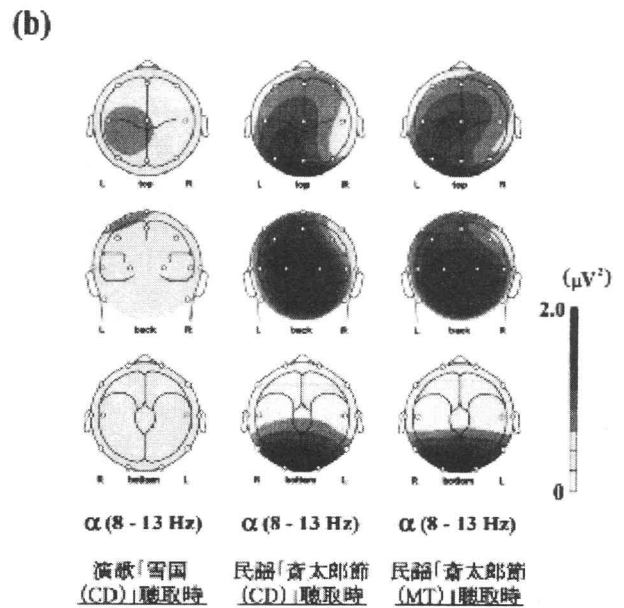 (b)
L top R
L top R
L top R
L back R
L back R
L back R
(μV²)
2.0
0
R bottom L
R bottom L
R bottom L
α (8 - 13 Hz)
α (8 - 13 Hz)
α (8 - 13 Hz)
演歌「雪国
(CD)」聴取時
民謡「斎太郎節
(CD)」聴取時
民謡「斎太郎節
(MT)」聴取時